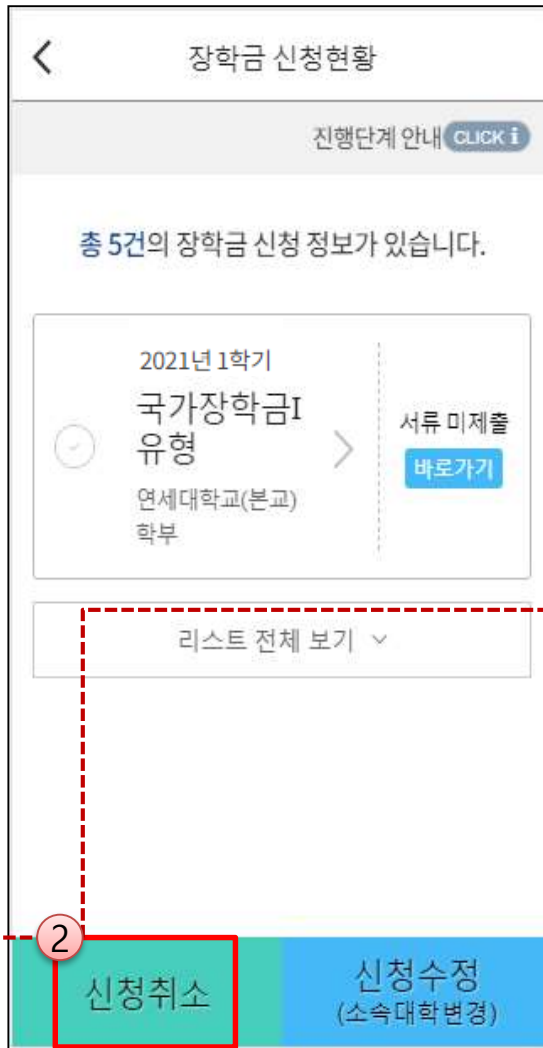 장학금 신청현황
진행단계 안내 CLICK i
총 5건의 장학금 신청 정보가 있습니다.
2021년 1학기
국가장학금I
유형
연세대학교(본교)
학부
서류 미제출
바로가기
리스트 전체 보기
2
신청취소
신청수정
(소속대학변경)